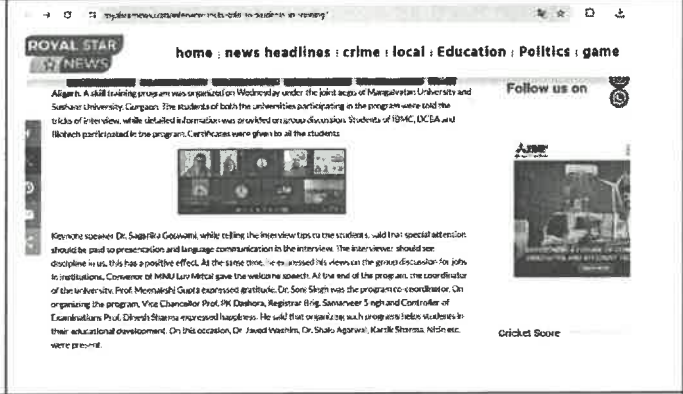 ROYAL STAR
NEWS
home : news headlines : crime : local : Education : Politics : game
Aligarh. A skill training program was organized on Wednesday under the joint aegis of Mangalayatan University and
Sushant University, Gurgaon. The students of both the universities participating in the program were told the
tricks of interview, while detailed information was provided on group discussion. Students of IBMC, DCEA and
Biotech participated in the program. Certificates were given to all the students.
Follow us on
Keynote speaker Dr. Sagarika Goswami, while telling the interview tips to the students, said that special attention
should be paid to presentation and language communication in the interview. The interviewer should see
discipline in us, this has a positive effect. At the same time, he expressed his views on the group discussion for jobs
in institutions. Convenor of MNU Luv Mittal gave the welcome speech. At the end of the program, the coordinator
of the university, Prof. Meenakshi Gupta expressed gratitude. Dr. Soni Singh was the program co-coordinator. On
organizing the program, Vice Chancellor Prof. PK Dashora, Registrar Brig. Samarveer Singh and Controller of
Examinations Prof. Dinesh Sharma expressed happiness. He said that organizing such programs helps students in
their educational development. On this occasion, Dr. Javed Washim, Dr. Shalu Agarwal, Kartik Sharma, Nitin etc.
were present.
Cricket Score